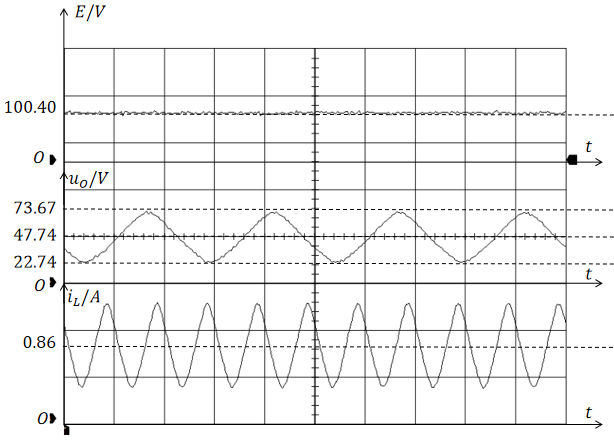 E/V
100.40
O
t
u_O/V
73.67
47.74
22.74
t
O
i_L/A
0.86
O
t